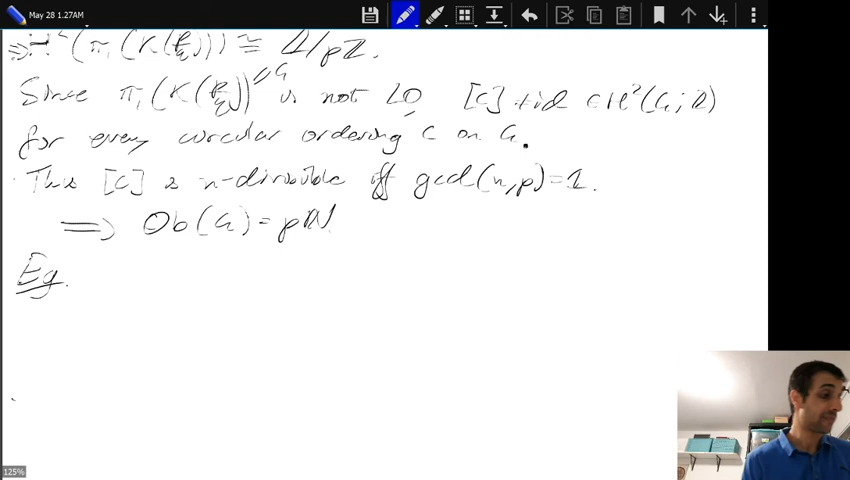 May 28 1.27AM
⇒ H²(π₁(K(p/q))) ≅ ℤ/pℤ.
Since π₁(K(p/q)) =: G is not LO, [c] ≠ id ∈ H²(G; ℤ)
for every circular ordering c on G.
Thus [c] is n-divisible iff gcd(n,p)=1.
⇒ Ob(G) = pℕ.
Eg.
125%